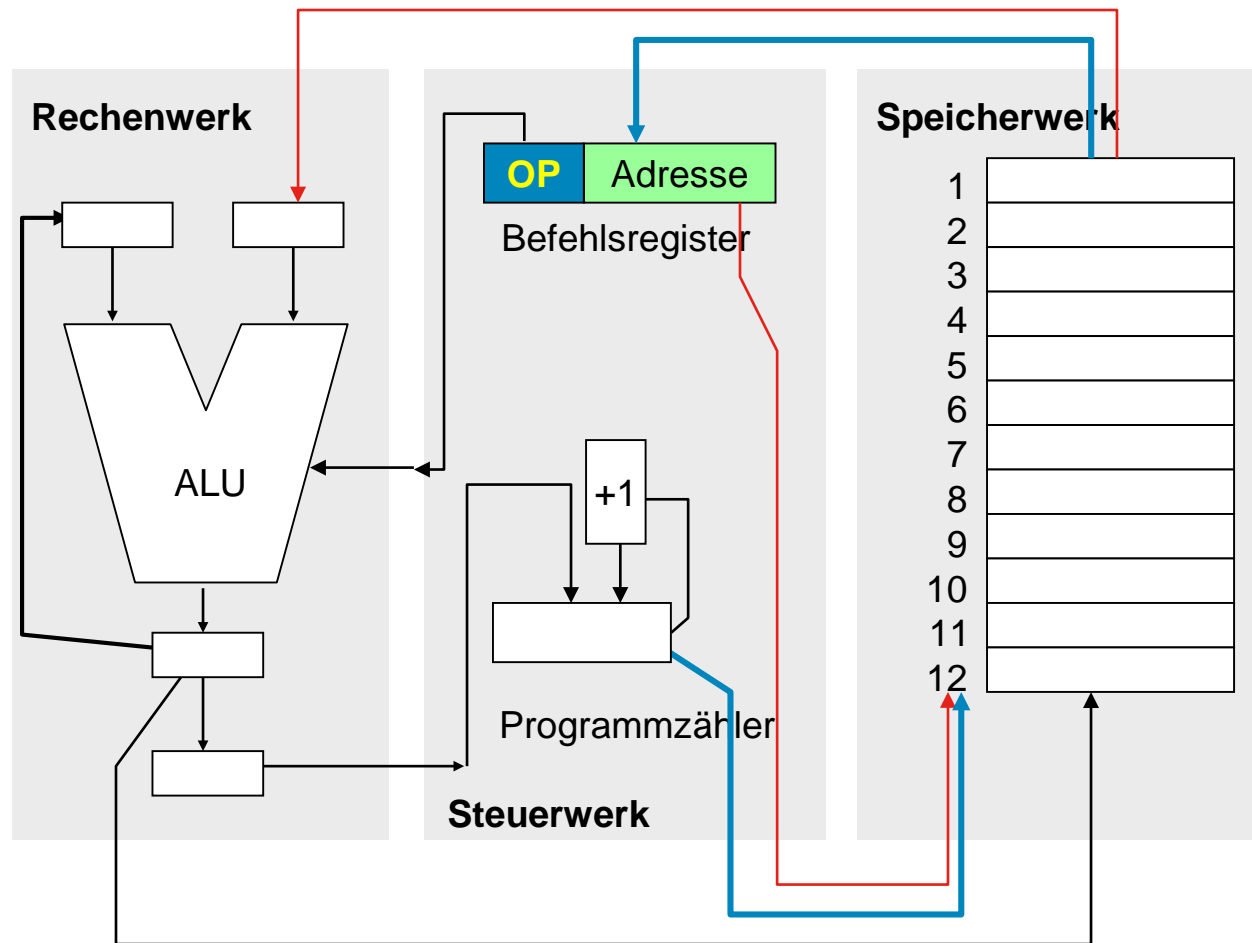 Rechenwerk
Speicherwerk
OP
Adresse
Befehlsregister
1
2
3
4
5
6
7
8
9
10
11
12
ALU
+1
Programmzähler
Steuerwerk